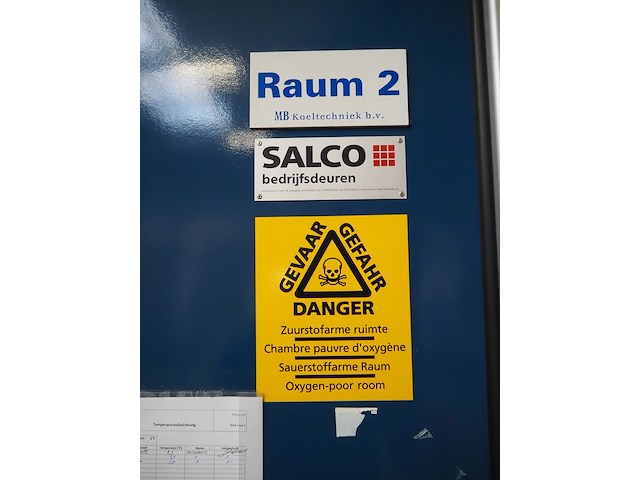 Raum 2
MB Koeltechniek b.v.
SALCO
bedrijfsdeuren
GEVAAR GEFAHR
DANGER
Zuurstofarme ruimte
Chambre pauvre d'oxygène
Sauerstoffarme Raum
Oxygen-poor room
Temperaturaufzeichnung